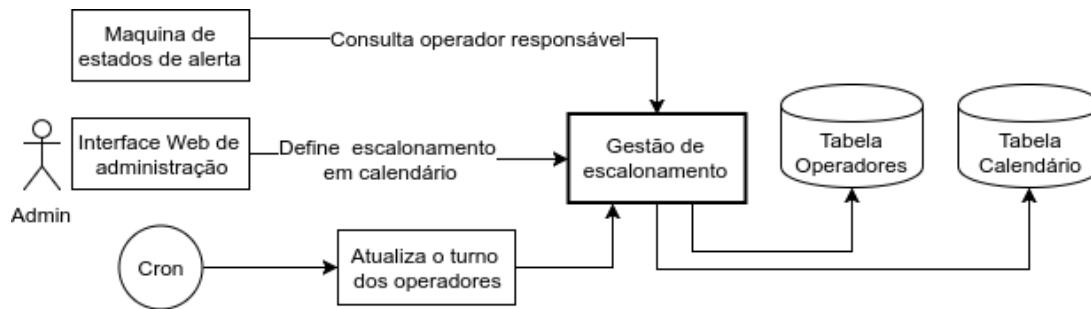 Maquina de
estados de alerta
Consulta operador responsável
Interface Web de
administração
Admin
Define escalonamento
em calendário
Gestão de
escalonamento
Tabela
Operadores
Tabela
Calendário
Cron
Atualiza o turno
dos operadores